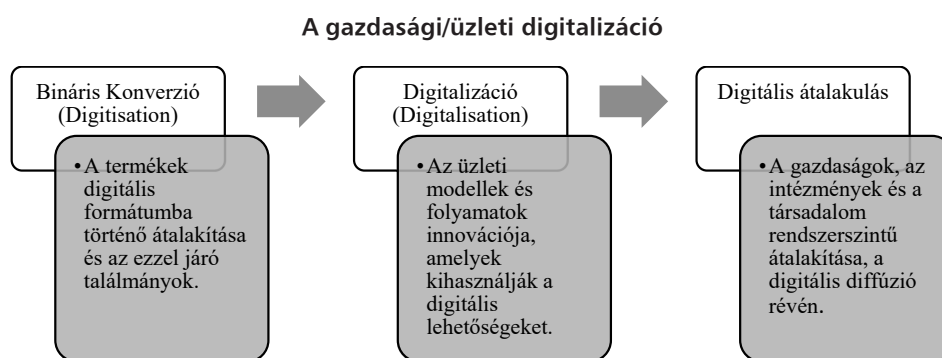 A gazdasági/üzleti digitalizáció
Bináris Konverzió
(Digitisation)
•A termékek
digitális
formátumba
történő átalakítása
és az ezzel járó
találmányok.
Digitalizáció
(Digitalisation)
•Az üzleti
modellek és
folyamatok
innovációja,
amelyek
kihasználják a
digitális
lehetőségeket.
Digitális átalakulás
•A gazdaságok, az
intézmények és a
társadalom
rendszerszintű
átalakítása, a
digitális diffúzió
révén.